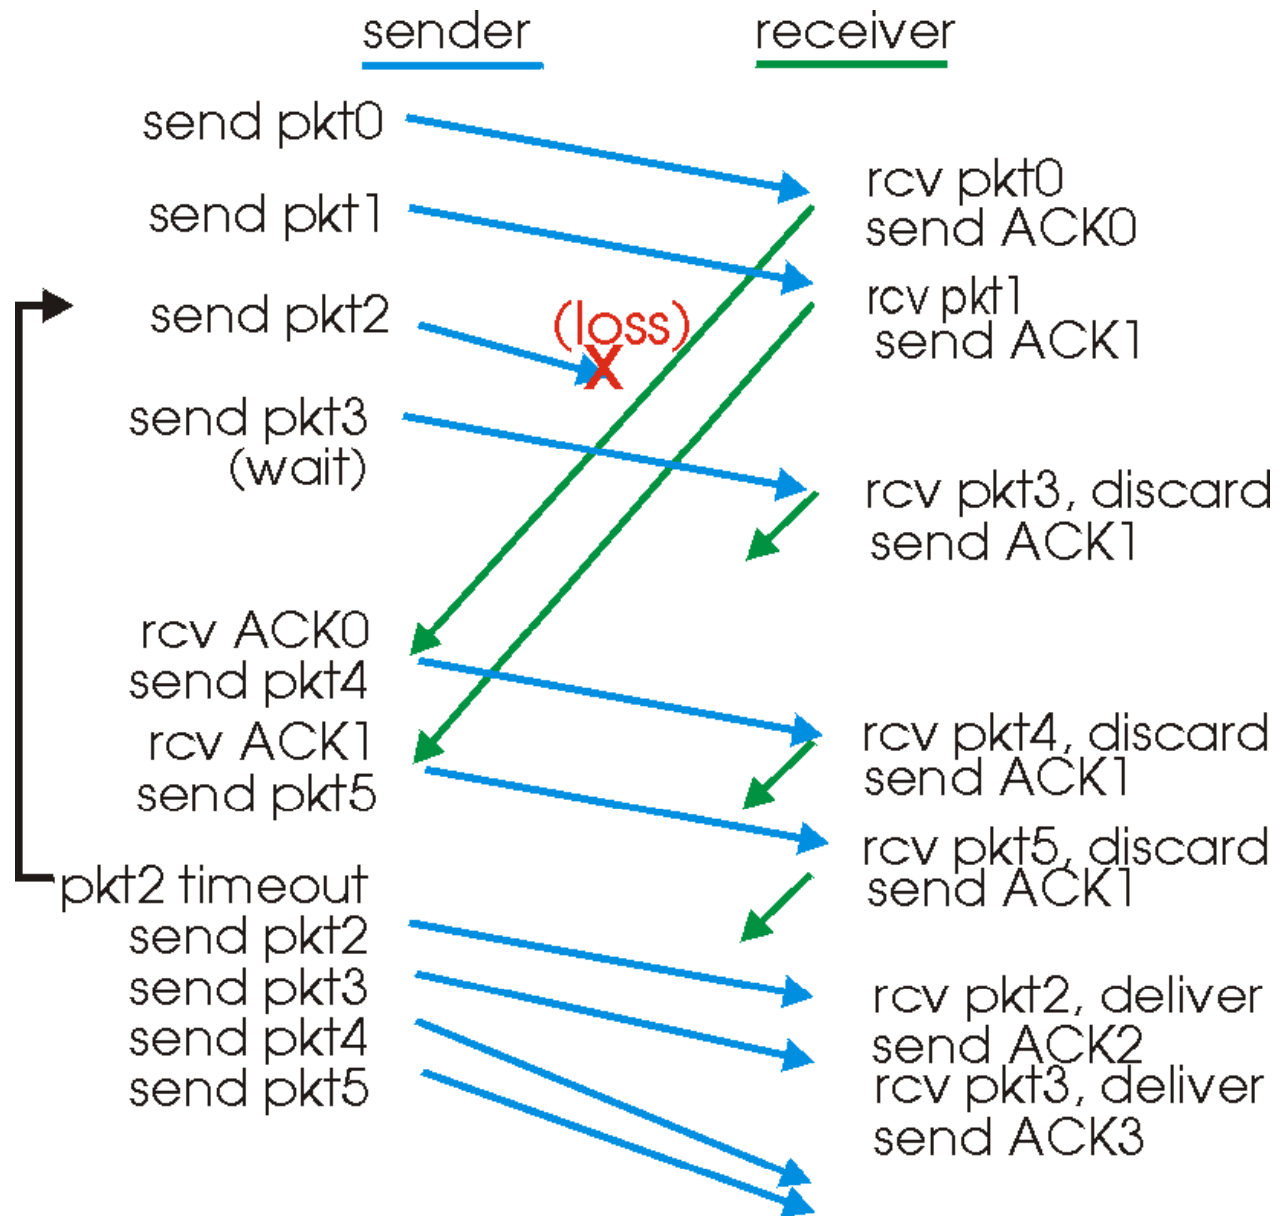 sender
receiver
send pkt0
send pkt1
send pkt2
(loss)
X
send pkt3
(wait)
rcv ACK0
send pkt4
rcv ACK1
send pkt5
pkt2 timeout
send pkt2
send pkt3
send pkt4
send pkt5
rcv pkt0
send ACK0
rcv pkt1
send ACK1
rcv pkt3, discard
send ACK1
rcv pkt4, discard
send ACK1
rcv pkt5, discard
send ACK1
rcv pkt2, deliver
send ACK2
rcv pkt3, deliver
send ACK3